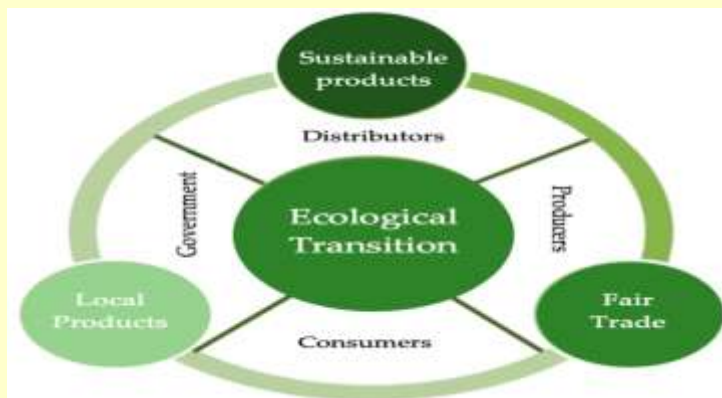 Sustainable
products
Distributors
Government
Ecological
Transition
Producers
Local
Products
Fair
Trade
Consumers